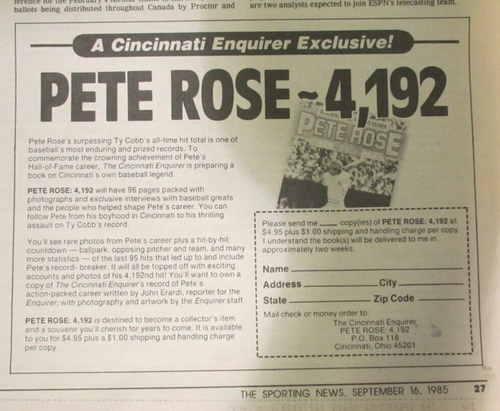 ference for the February 4 All-Star Game in
ballots being distributed throughout Canada by Proctor and
are two analysts expected to join ESPN's telecasting team.
A Cincinnati Enquirer Exclusive!
PETE ROSE ~ 4,192
PETE ROSE
Pete Rose's surpassing Ty Cobb's all-time hit total is one of
baseball's most enduring and prized records. To
commemorate the crowning achievement of Pete's
Hall-of-Fame career, The Cincinnati Enquirer is preparing a
book on Cincinnati's own baseball legend.
PETE ROSE: 4,192 will have 96 pages packed with
photographs and exclusive interviews with baseball greats
and the people who helped shape Pete's career. You can
follow Pete from his boyhood in Cincinnati to his thrilling
assault on Ty Cobb's record.
You'll see rare photos from Pete's career plus a hit-by-hit
countdown — ballpark, opposing pitcher and team, and many
more statistics — of the last 95 hits that led up to and include
Pete's record- breaker. It will all be topped off with exciting
accounts and photos of his 4,192nd hit! You'll want to own a
copy of The Cincinnati Enquirer's record of Pete's
action-packed career written by John Erardi, reporter for the
Enquirer, with photography and artwork by the Enquirer staff.
PETE ROSE: 4,192 is destined to become a collector's item
and a souvenir you'll cherish for years to come. It is available
to you for $4.95 plus a $1.00 shipping and handling charge
per copy.
Please send me ____ copy(ies) of PETE ROSE: 4,192 at
$4.95 plus $1.00 shipping and handling charge per copy.
I understand the book(s) will be delivered to me in
approximately two weeks.
Name
Address City
State Zip Code
Mail check or money order to:
The Cincinnati Enquirer
PETE ROSE: 4,192
P.O. Box 116
Cincinnati, Ohio 45201
THE SPORTING NEWS, SEPTEMBER 16, 1985 27